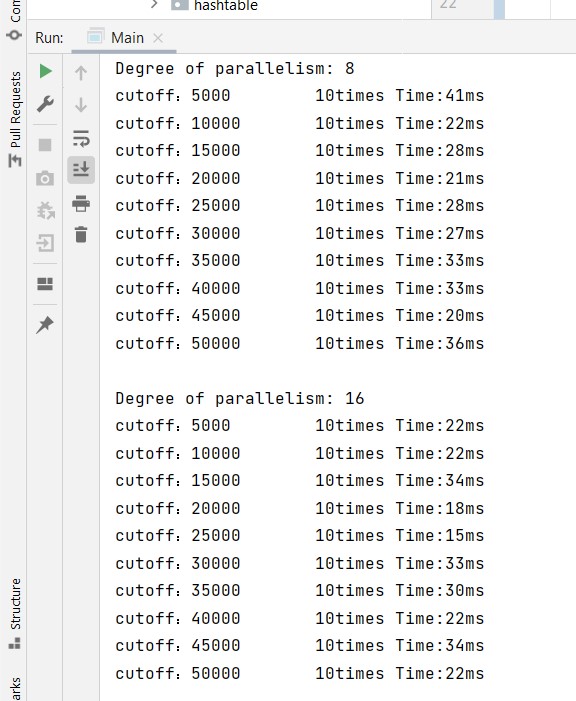 hashtable
22
Run: Main
Degree of parallelism: 8
cutoff：5000 10times Time:41ms
cutoff：10000 10times Time:22ms
cutoff：15000 10times Time:28ms
cutoff：20000 10times Time:21ms
cutoff：25000 10times Time:28ms
cutoff：30000 10times Time:27ms
cutoff：35000 10times Time:33ms
cutoff：40000 10times Time:33ms
cutoff：45000 10times Time:20ms
cutoff：50000 10times Time:36ms
Degree of parallelism: 16
cutoff：5000 10times Time:22ms
cutoff：10000 10times Time:22ms
cutoff：15000 10times Time:34ms
cutoff：20000 10times Time:18ms
cutoff：25000 10times Time:15ms
cutoff：30000 10times Time:33ms
cutoff：35000 10times Time:30ms
cutoff：40000 10times Time:22ms
cutoff：45000 10times Time:34ms
cutoff：50000 10times Time:22ms
Pull Requests
Structure